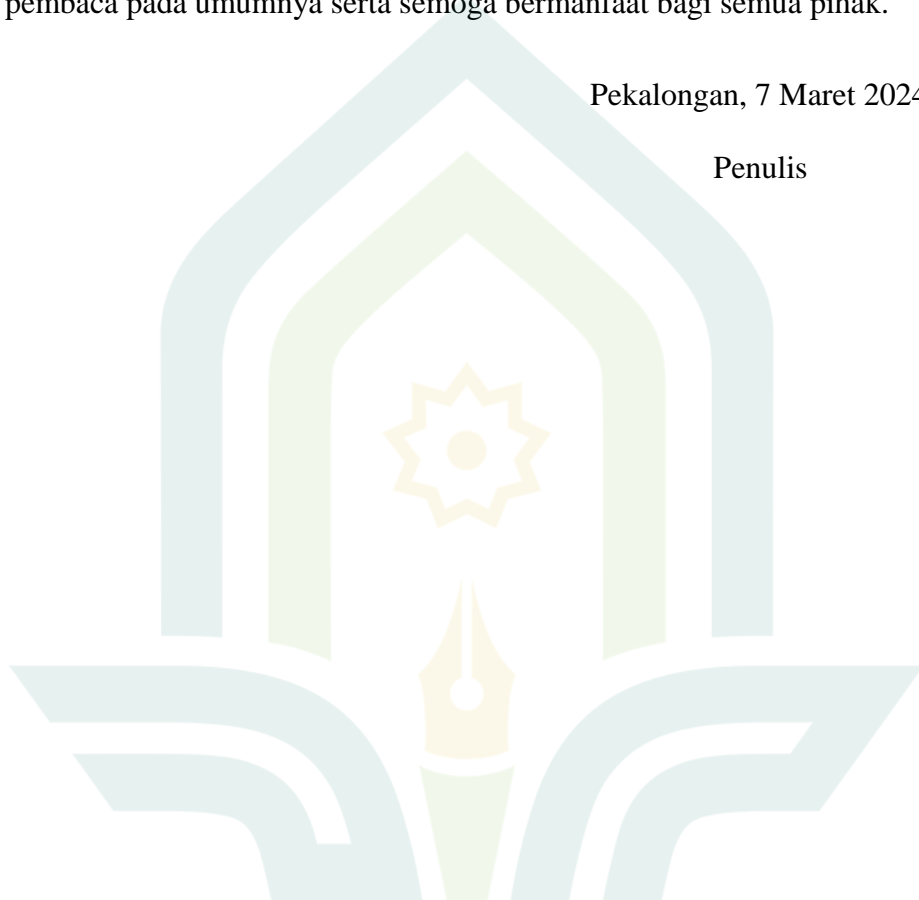 pembaca pada umumnya serta semoga bermanfaat bagi semua pihak.
Pekalongan, 7 Maret 2024
Penulis